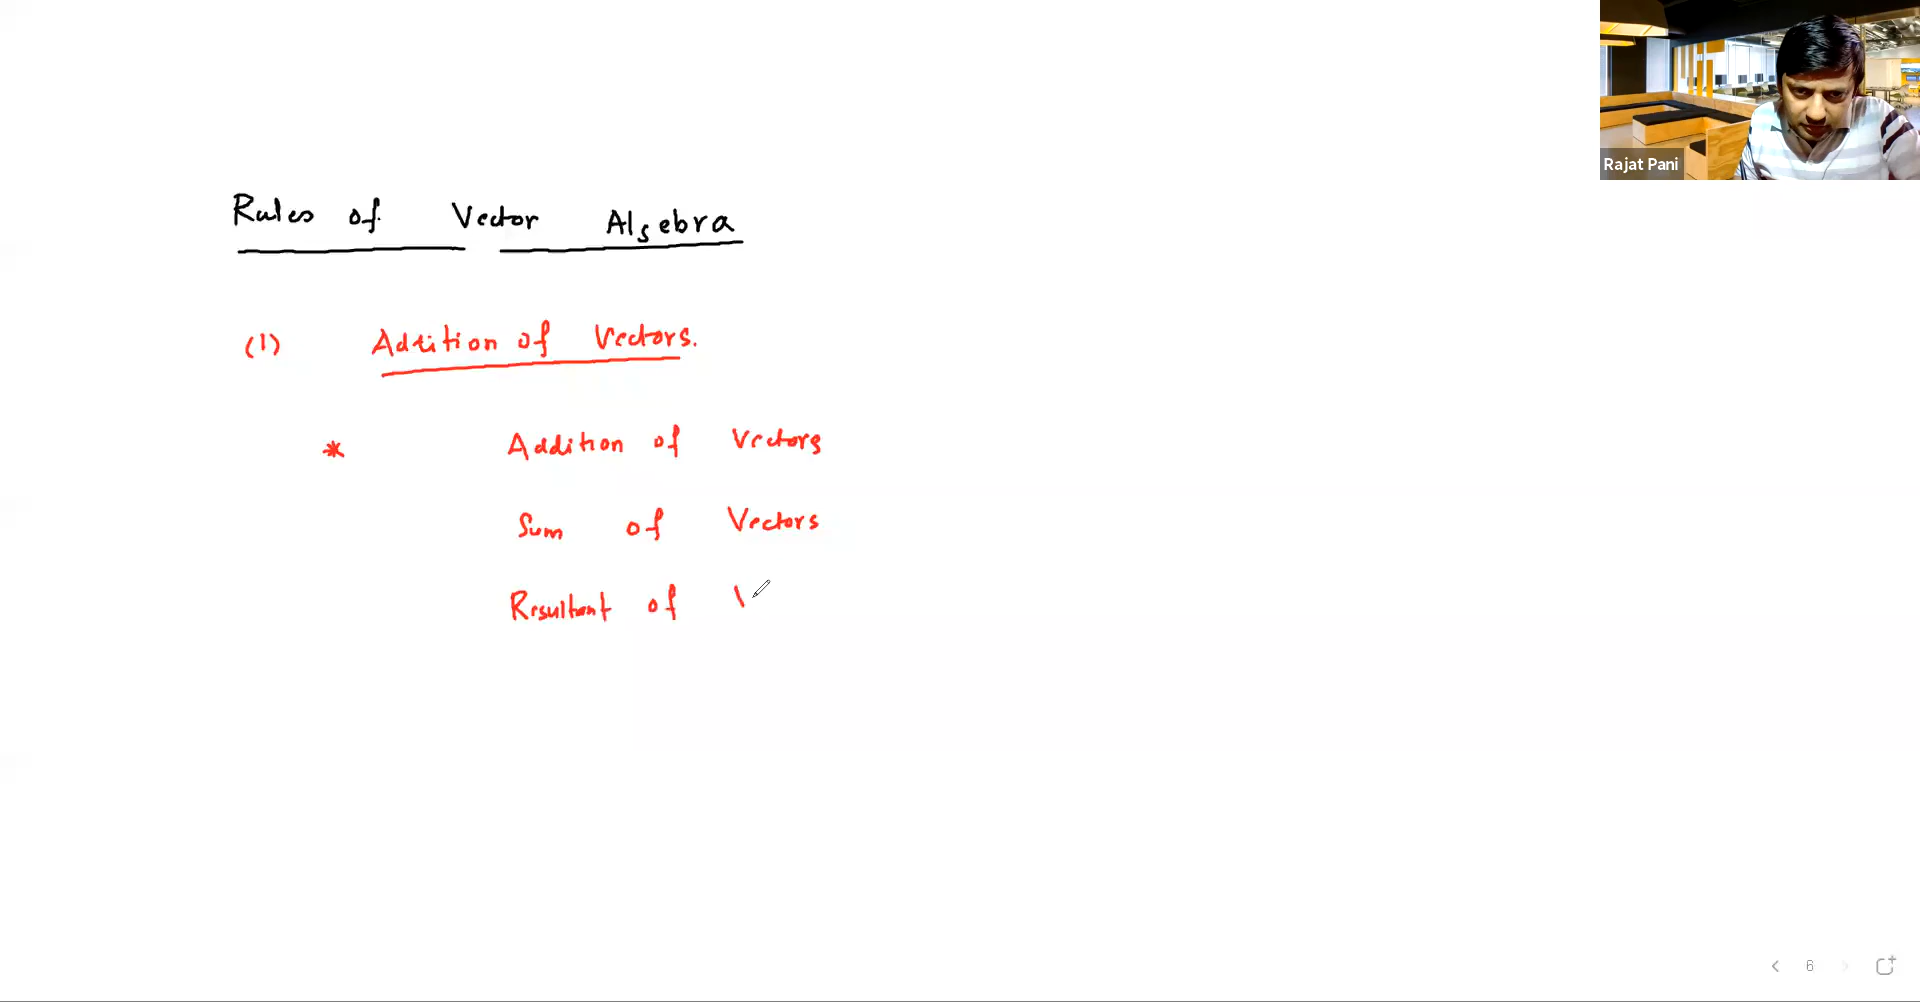 Rajat Pani
Rules of Vector Algebra
(1) Addition of Vectors.
* Addition of Vectors
Sum of Vectors
Resultant of
6